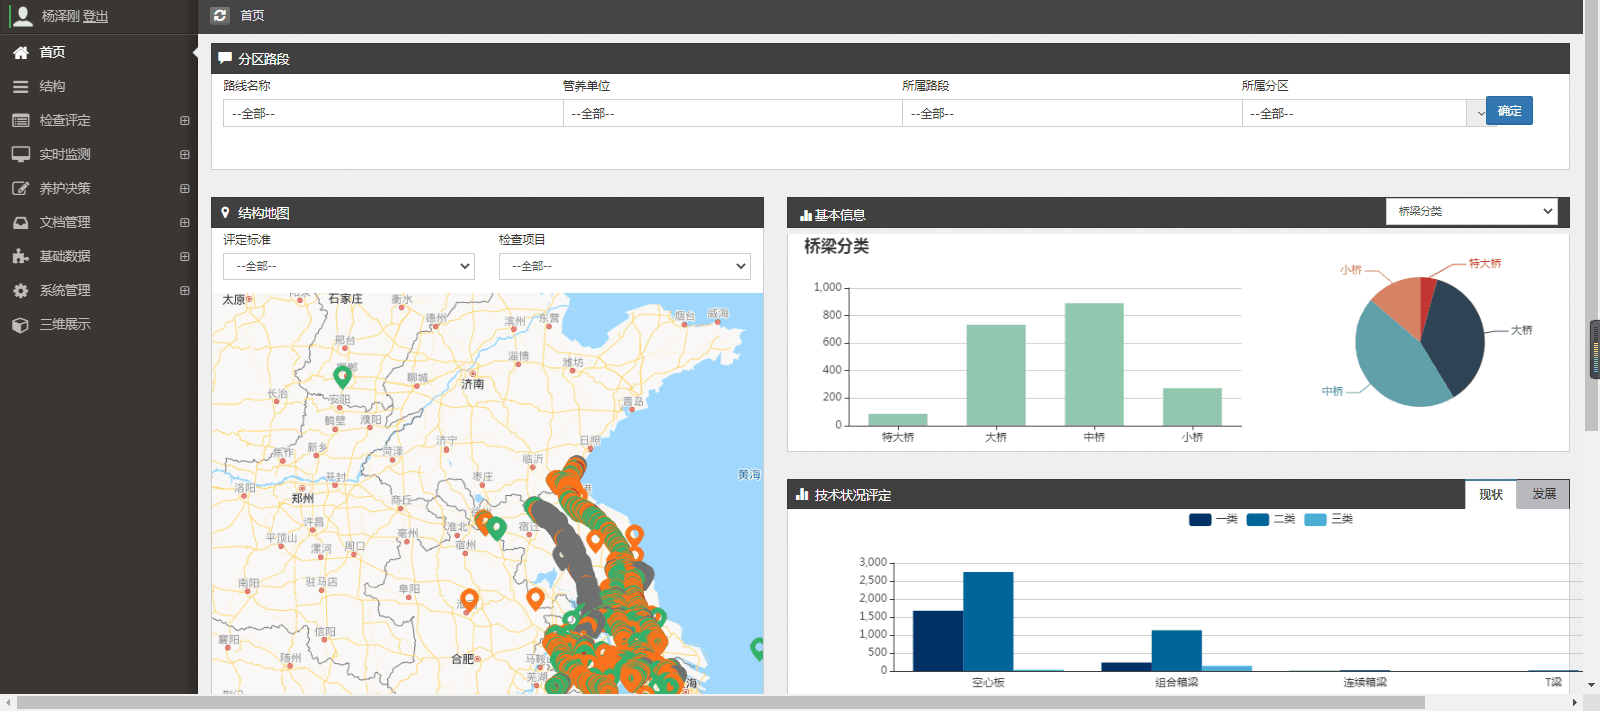 杨泽刚 登出
首页
首页
结构
检查评定
实时监测
养护决策
文档管理
基础数据
系统管理
三维展示
分区路段
路线名称 管养单位 所属路段 所属分区
--全部-- --全部-- --全部-- --全部-- 确定
结构地图
评定标准 检查项目
--全部-- --全部--
太原 石家庄 衡水
德州 滨州 东营 烟台 威海
邢台
淄博 潍坊
聊城 济南
长治 安阳
鹤壁 濮阳 青岛
新乡 菏泽 济宁 日照
焦作 临沂
洛阳 开封 枣庄 黄海
郑州 商丘
许昌 淮北 宿迁
平顶山 漯河 周口 亳州 宿州
南阳 驻马店 阜阳
襄阳 信阳
随州 合肥 马鞍山
芜湖 海
基本信息 桥梁分类
桥梁分类
1,000
800
600
400
200
0
特大桥 大桥 中桥 小桥
小桥 特大桥
大桥
中桥
技术状况评定 现状 发展
一类 二类 三类
3,000
2,500
2,000
1,500
1,000
500
0
空心板 组合箱梁 连续箱梁 T梁